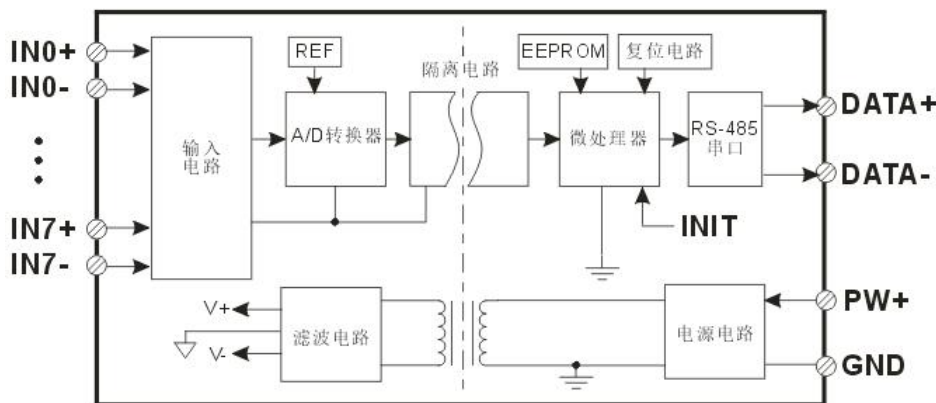 IN0+
IN0-
IN7+
IN7-
输入
电路
REF
A/D转换器
隔离电路
EEPROM
复位电路
微处理器
RS-485
串口
INIT
DATA+
DATA-
V+
V-
滤波电路
电源电路
PW+
GND